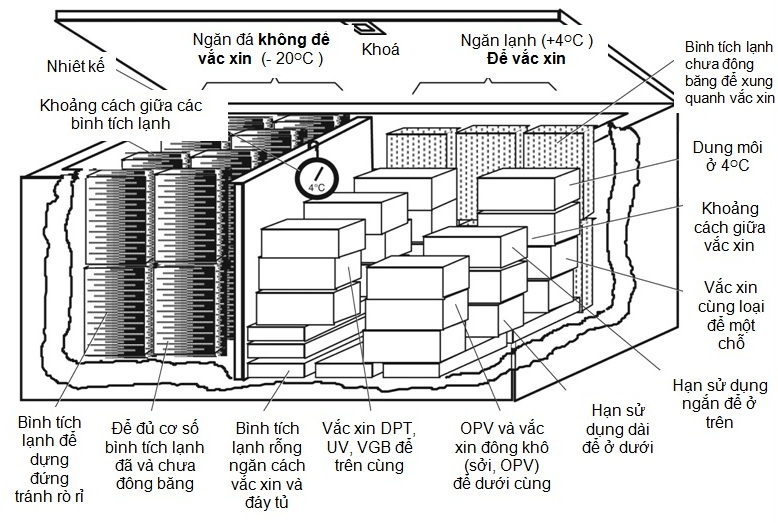 Ngăn đá không để
vắc xin (- 20°C )
Khoá
Ngăn lạnh (+4°C )
Để vắc xin
Bình tích lạnh
chưa đông
băng để xung
quanh vắc xin
Nhiêt kế
Khoảng cách giữa các
bình tích lạnh
4°C
Dung môi
ở 4°C
Khoảng
cách giữa
vắc xin
Vắc xin
cùng loại
để một
chỗ
Hạn sử dụng
ngắn để ở
trên
Bình tích
lạnh để
dựng
đứng
tránh rò rỉ
Để đủ cơ số
bình tích lạnh
đã và chưa
đông băng
Bình tích
lạnh rỗng
ngăn cách
vắc xin và
đáy tủ
Vắc xin DPT,
UV, VGB để
trên cùng
OPV và vắc
xin đông khô
(sởi, OPV)
để dưới cùng
Hạn sử
dụng dài
để ở dưới